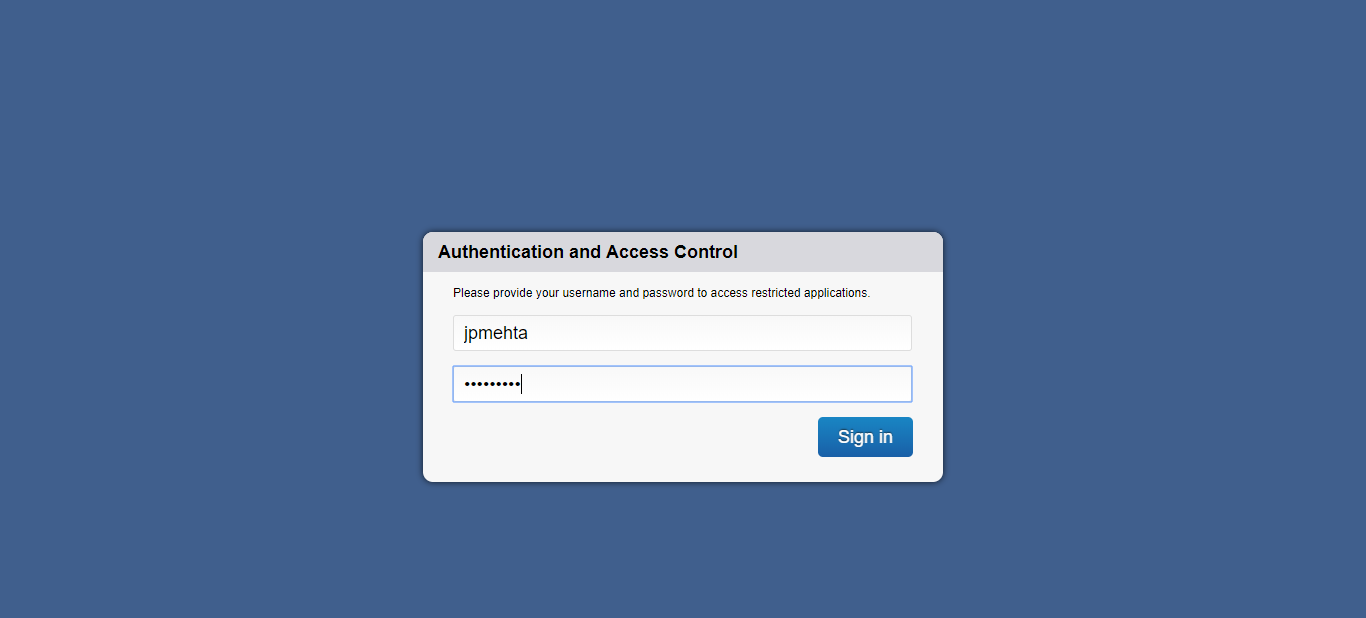 Authentication and Access Control
Please provide your username and password to access restricted applications.
jpmehta
•••••••••
Sign in